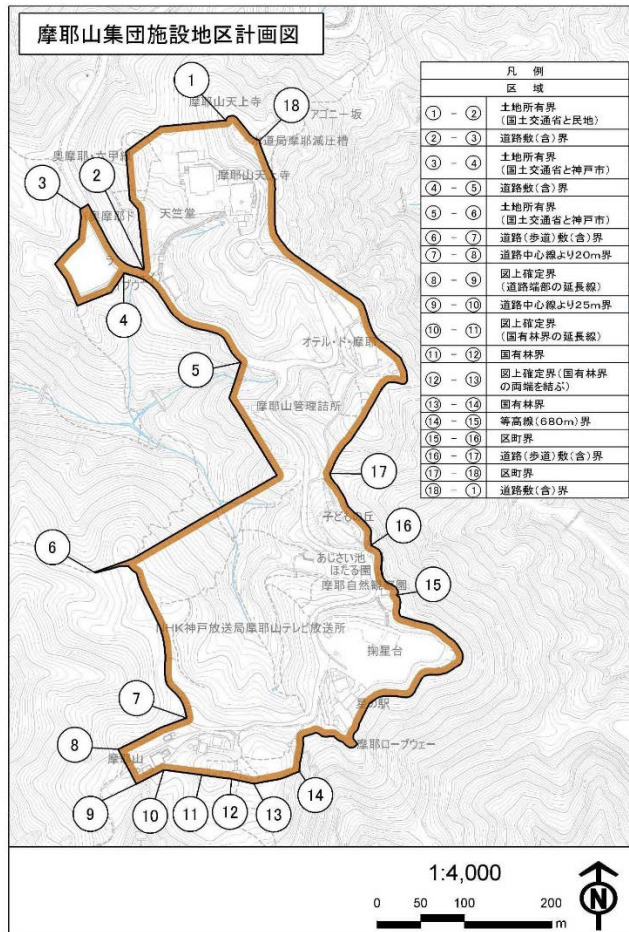 摩耶山集団施設地区計画図
凡 例
区 域
① - ② 土地所有界
(国土交通省と民地)
② - ③ 道路敷(含)界
③ - ④ 土地所有界
(国土交通省と神戸市)
④ - ⑤ 道路敷(含)界
⑤ - ⑥ 土地所有界
(国土交通省と神戸市)
⑥ - ⑦ 道路(歩道)敷(含)界
⑦ - ⑧ 道路中心線より20m界
⑧ - ⑨ 図上確定界
(道路端部の延長線)
⑨ - ⑩ 道路中心線より25m界
⑩ - ⑪ 図上確定界
(国有林界の延長線)
⑪ - ⑫ 国有林界
⑫ - ⑬ 図上確定界(国有林界
の両端を結ぶ)
⑬ - ⑭ 国有林界
⑭ - ⑮ 等高線(680m)界
⑮ - ⑯ 区町界
⑯ - ⑰ 道路(歩道)敷(含)界
⑰ - ⑱ 区町界
⑱ - ① 道路敷(含)界
1
18
摩耶山天上寺
アゴニー坂
道局摩耶減圧槽
摩耶山天上寺
2
3
天竺堂
4
オテル・ド・摩耶
5
摩耶山管理詰所
17
子どもの丘
16
あじさい池
ほたる園
6
15
NHK神戸放送局摩耶山テレビ放送所
掬星台
星の駅
7
摩耶ロープウェー
8
摩耶山
14
9
10
11
12
13
1:4,000
0 50 100 200
m
N